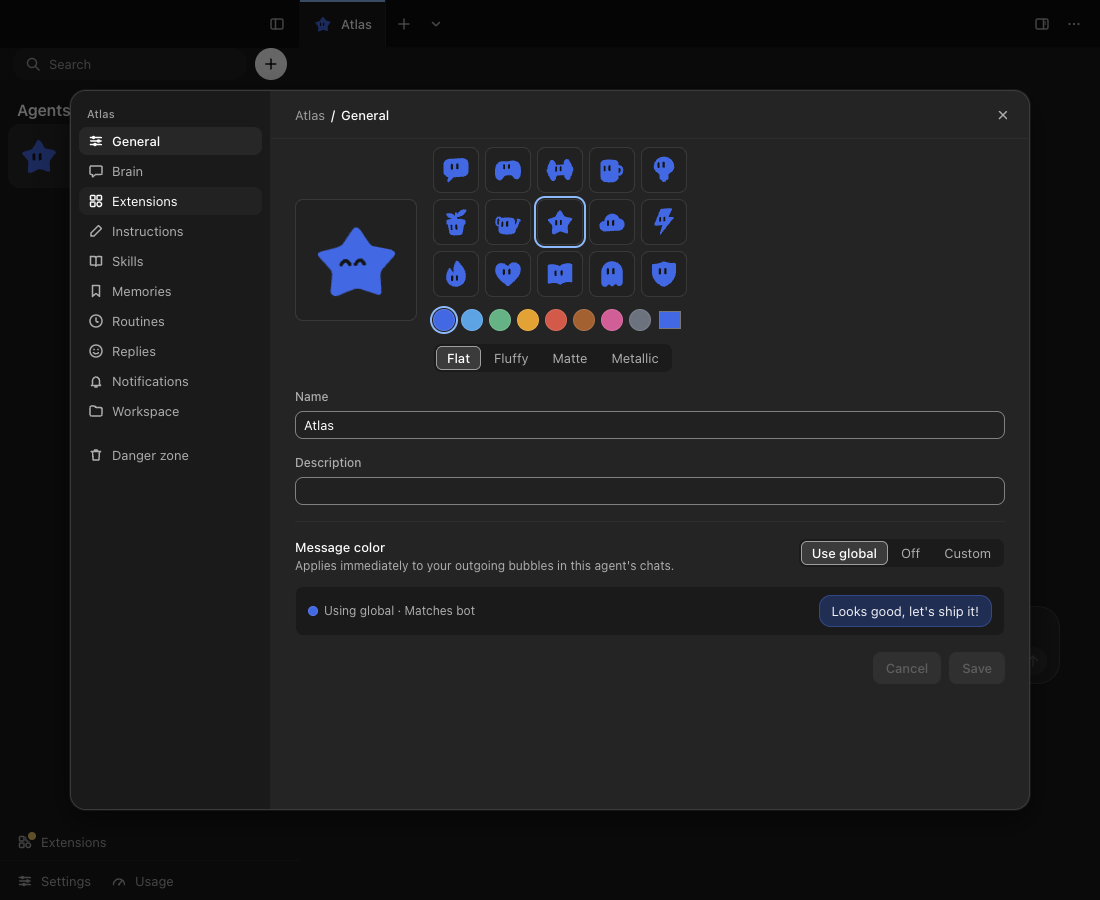 Atlas
Search
Agents
Atlas
General
Brain
Extensions
Instructions
Skills
Memories
Routines
Replies
Notifications
Workspace
Danger zone
Atlas / General
Flat Fluffy Matte Metallic
Name
Atlas
Description
Message color
Applies immediately to your outgoing bubbles in this agent's chats.
Use global Off Custom
Using global · Matches bot
Looks good, let's ship it!
Cancel Save
Extensions
Settings Usage